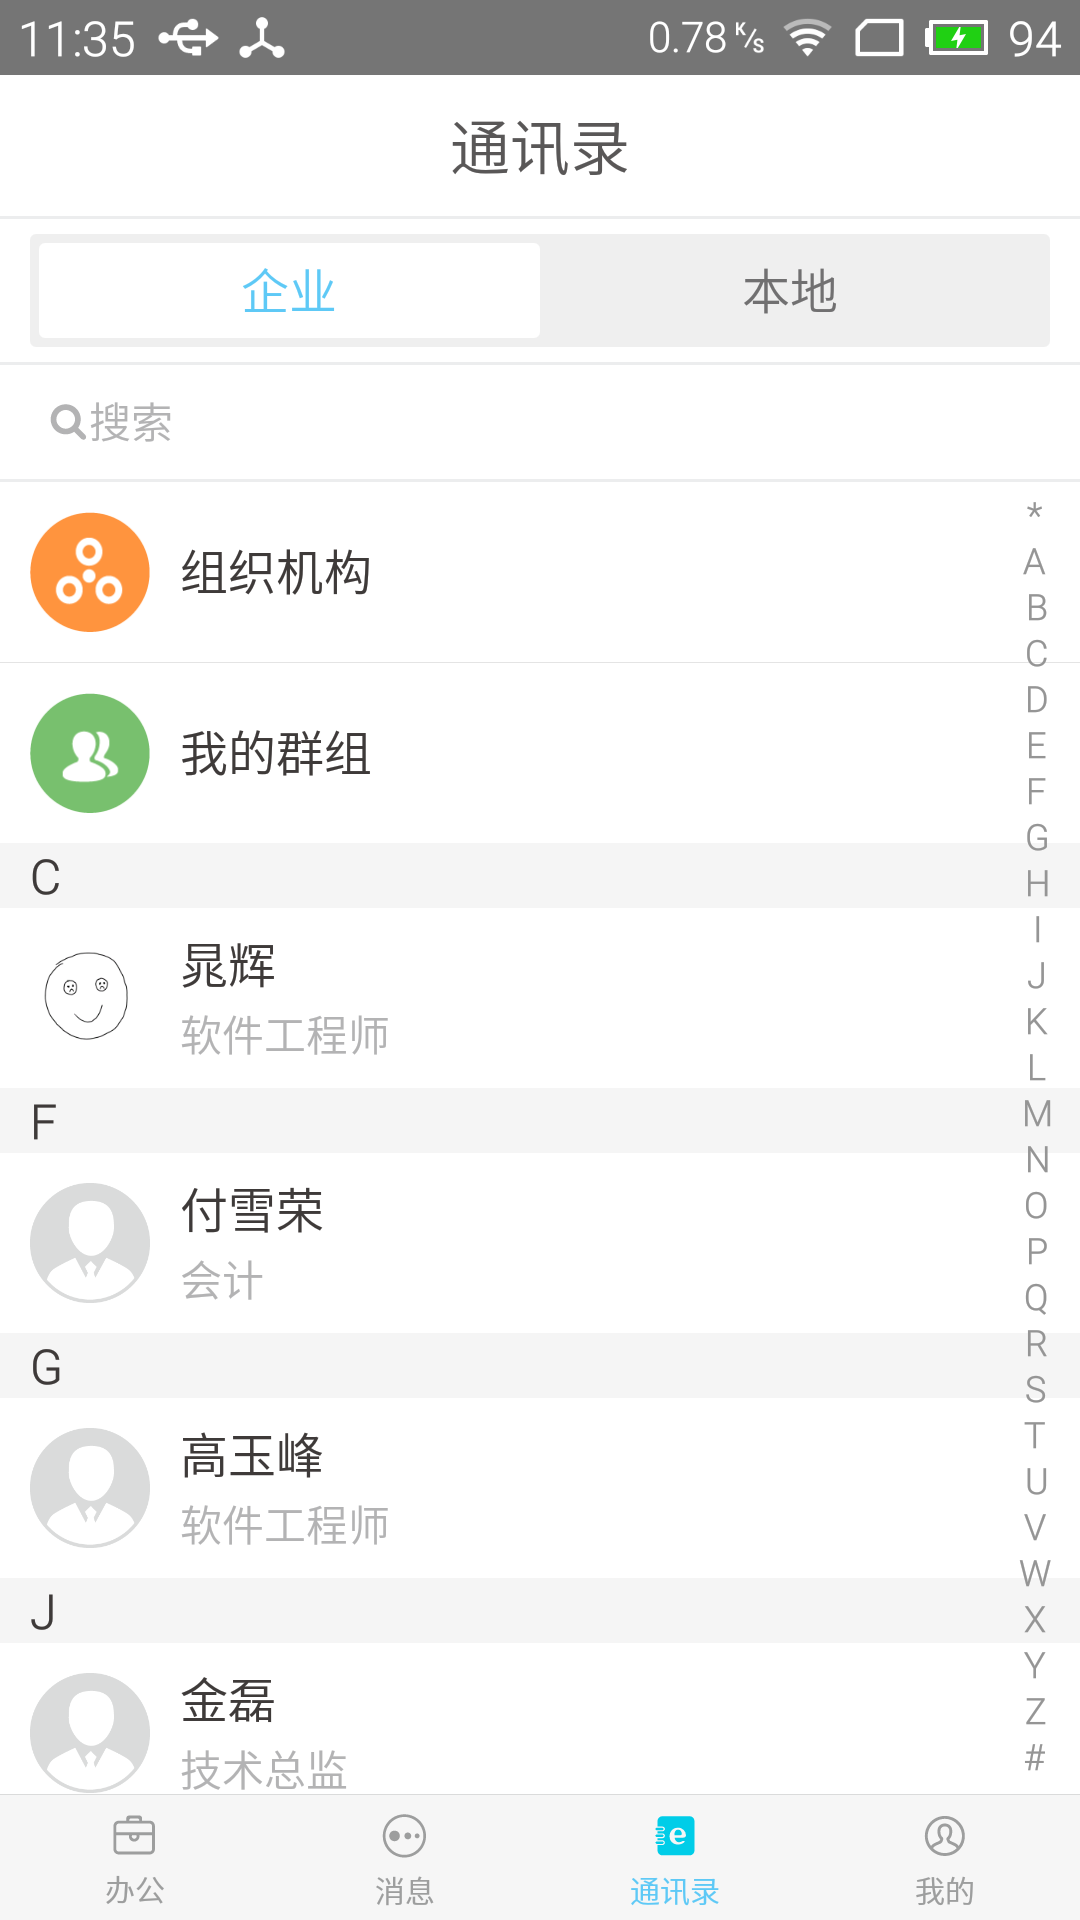 11:35 0.78 K/s 94
通讯录
企业 本地
搜索
组织机构
我的群组
C
晁辉
软件工程师
F
付雪荣
会计
G
高玉峰
软件工程师
J
金磊
技术总监
*
A
B
C
D
E
F
G
H
I
J
K
L
M
N
O
P
Q
R
S
T
U
V
W
X
Y
Z
#
办公 消息 通讯录 我的